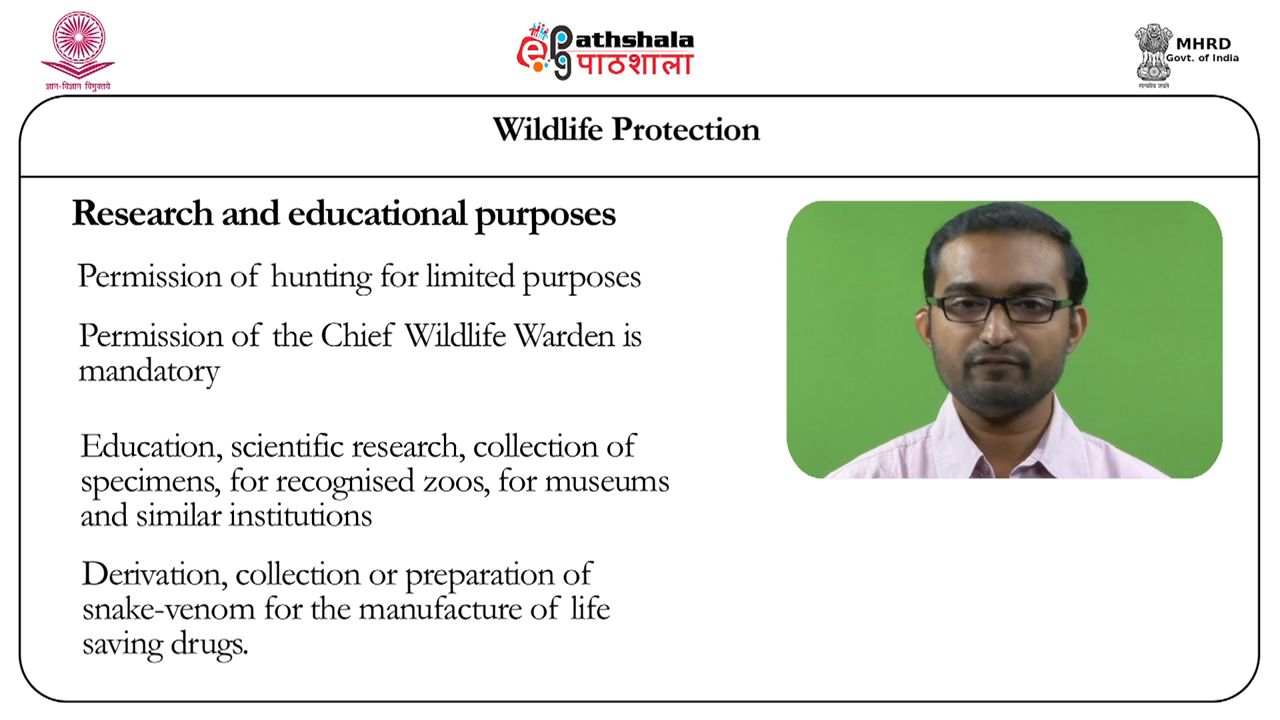 ज्ञान-विज्ञान विमुक्तये
epgPathshala
पाठशाला
MHRD
Govt. of India
सत्यमेव जयते
Wildlife Protection
Research and educational purposes
Permission of hunting for limited purposes
Permission of the Chief Wildlife Warden is
mandatory
Education, scientific research, collection of
specimens, for recognised zoos, for museums
and similar institutions
Derivation, collection or preparation of
snake-venom for the manufacture of life
saving drugs.